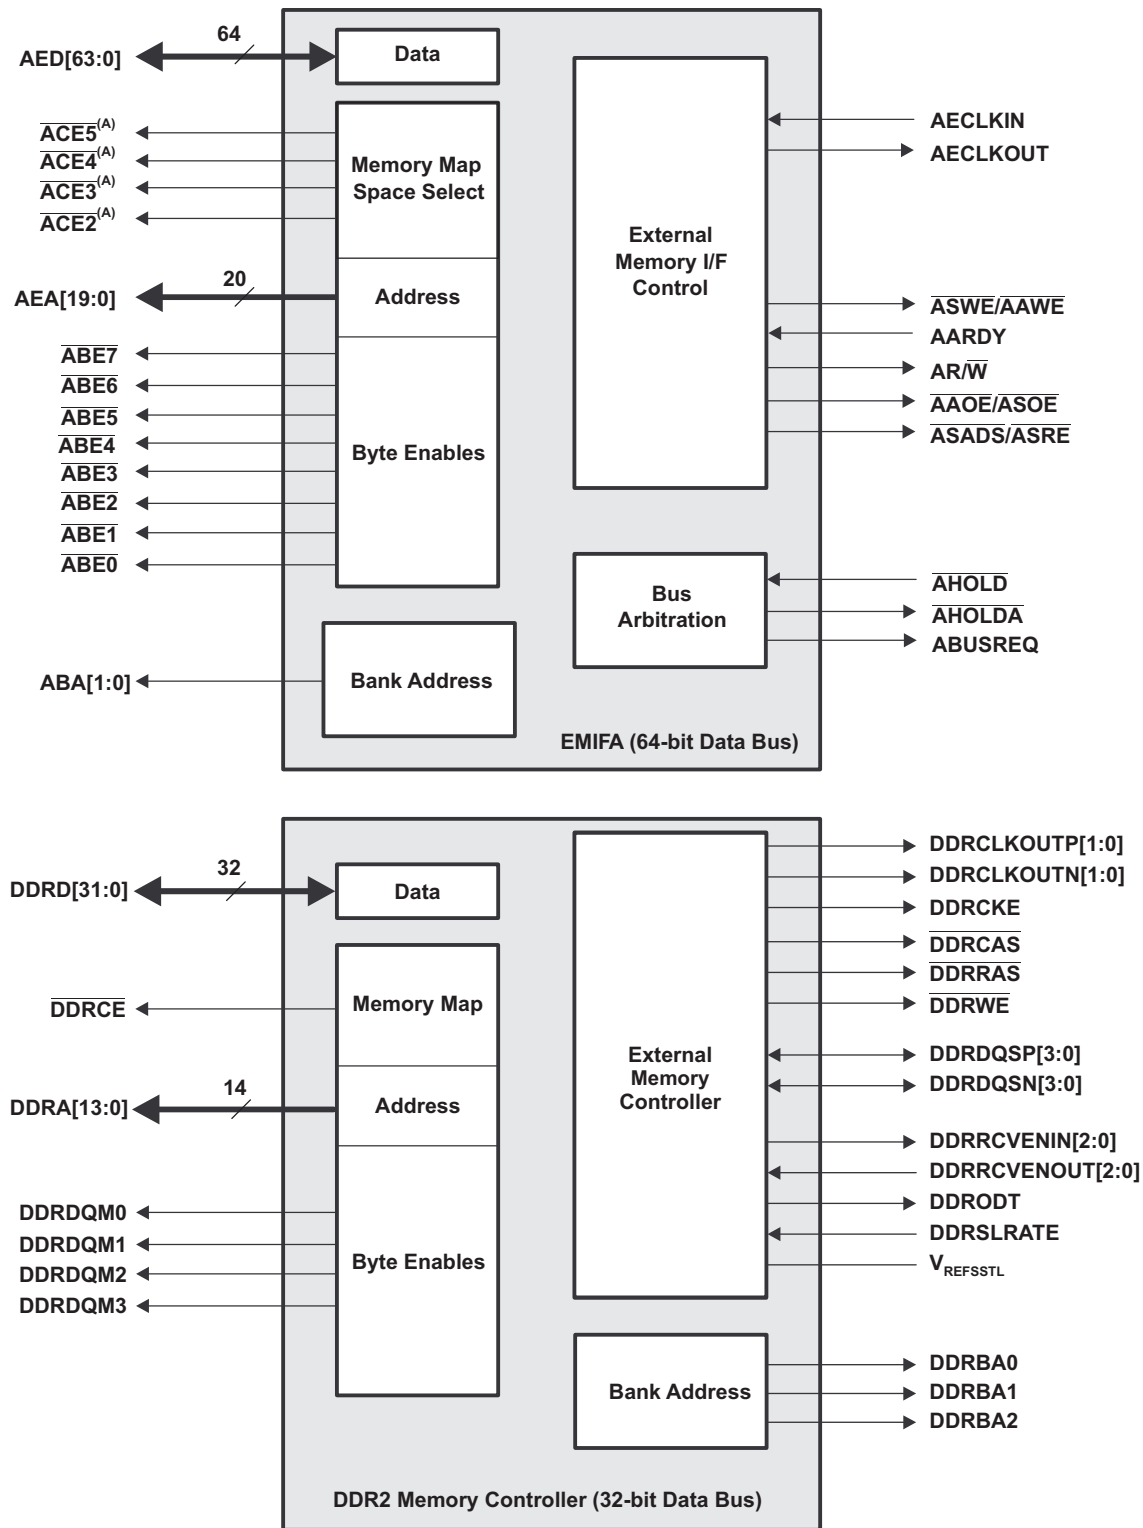 64
AED[63:0]
Data
ACE5(A)
ACE4(A)
ACE3(A)
ACE2(A)
Memory Map
Space Select
20
AEA[19:0]
Address
ABE7
ABE6
ABE5
ABE4
ABE3
ABE2
ABE1
ABE0
Byte Enables
ABA[1:0]
Bank Address
External
Memory I/F
Control
AECLKIN
AECLKOUT
ASWE/AAWE
AARDY
AR/W
AAOE/ASOE
ASADS/ASRE
Bus
Arbitration
AHOLD
AHOLDA
ABUSREQ
EMIFA (64-bit Data Bus)
32
DDRD[31:0]
Data
DDRCE
Memory Map
14
DDRA[13:0]
Address
DDRDQM0
DDRDQM1
DDRDQM2
DDRDQM3
Byte Enables
External
Memory
Controller
DDRCLKOUTP[1:0]
DDRCLKOUTN[1:0]
DDRCKE
DDRCAS
DDRRAS
DDRWE
DDRDQSP[3:0]
DDRDQSN[3:0]
DDRRCVENIN[2:0]
DDRRCVENOUT[2:0]
DDRODT
DDRSLRATE
VREFSSTL
Bank Address
DDRBA0
DDRBA1
DDRBA2
DDR2 Memory Controller (32-bit Data Bus)